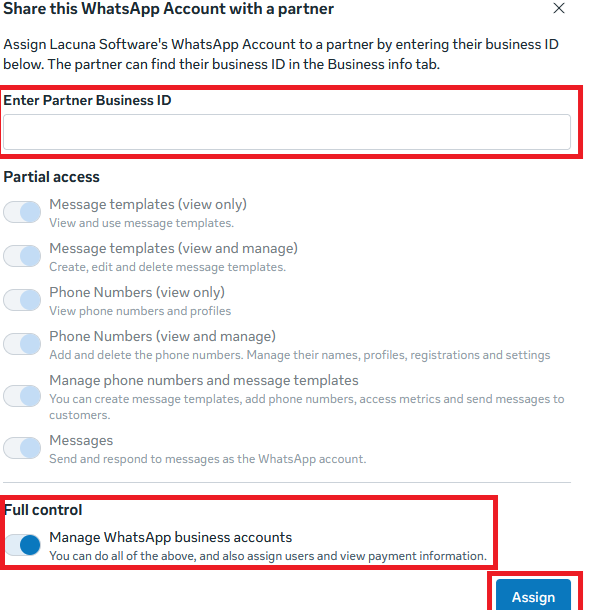 Share this WhatsApp Account with a partner
Assign Lacuna Software's WhatsApp Account to a partner by entering their business ID
below. The partner can find their business ID in the Business info tab.
Enter Partner Business ID
Partial access
Message templates (view only)
View and use message templates.
Message templates (view and manage)
Create, edit and delete message templates.
Phone Numbers (view only)
View phone numbers and profiles
Phone Numbers (view and manage)
Add and delete the phone numbers. Manage their names, profiles, registrations and settings
Manage phone numbers and message templates
You can create message templates, add phone numbers, access metrics and send messages to
customers.
Messages
Send and respond to messages as the WhatsApp account.
Full control
Manage WhatsApp business accounts
You can do all of the above, and also assign users and view payment information.
Assign